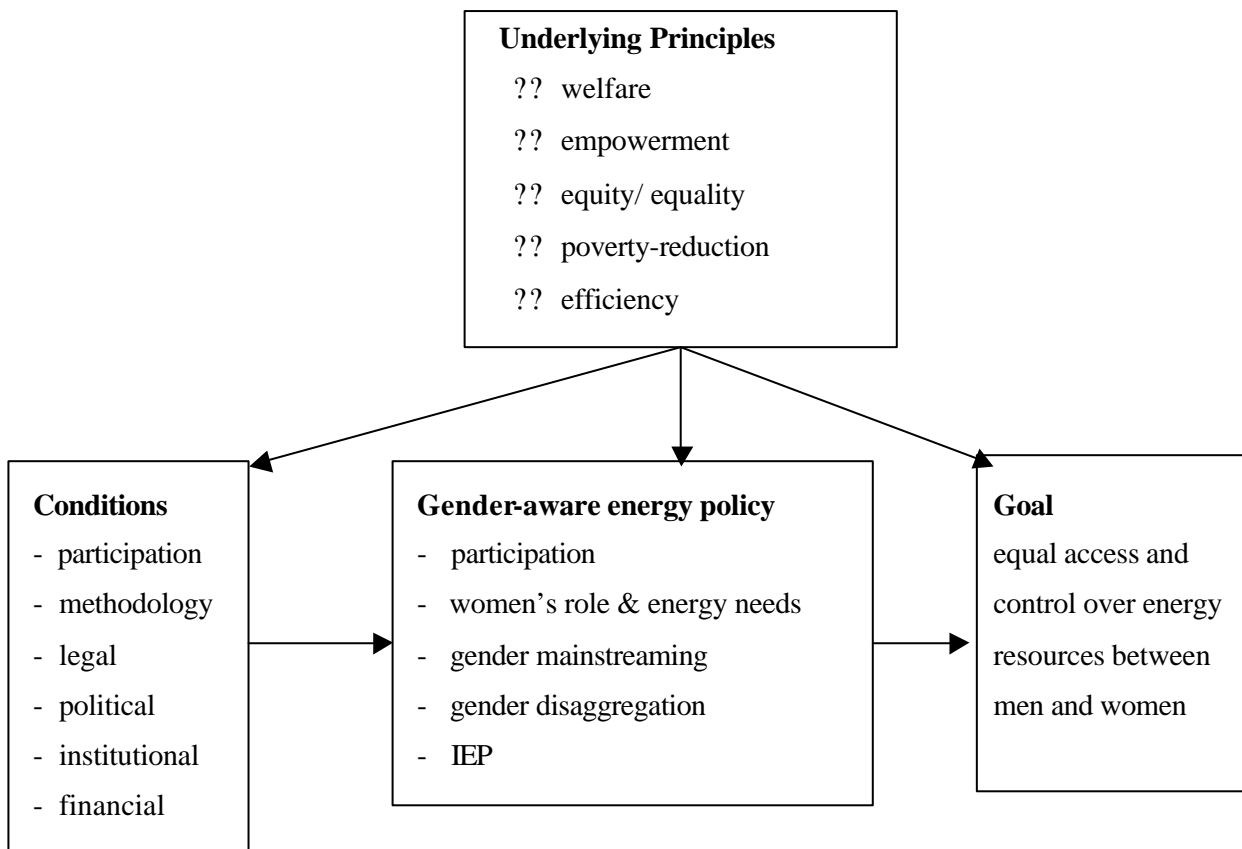 Underlying Principles
?? welfare
?? empowerment
?? equity/ equality
?? poverty-reduction
?? efficiency
Conditions
- participation
- methodology
- legal
- political
- institutional
- financial
Gender-aware energy policy
- participation
- women’s role & energy needs
- gender mainstreaming
- gender disaggregation
- IEP
Goal
equal access and
control over energy
resources between
men and women